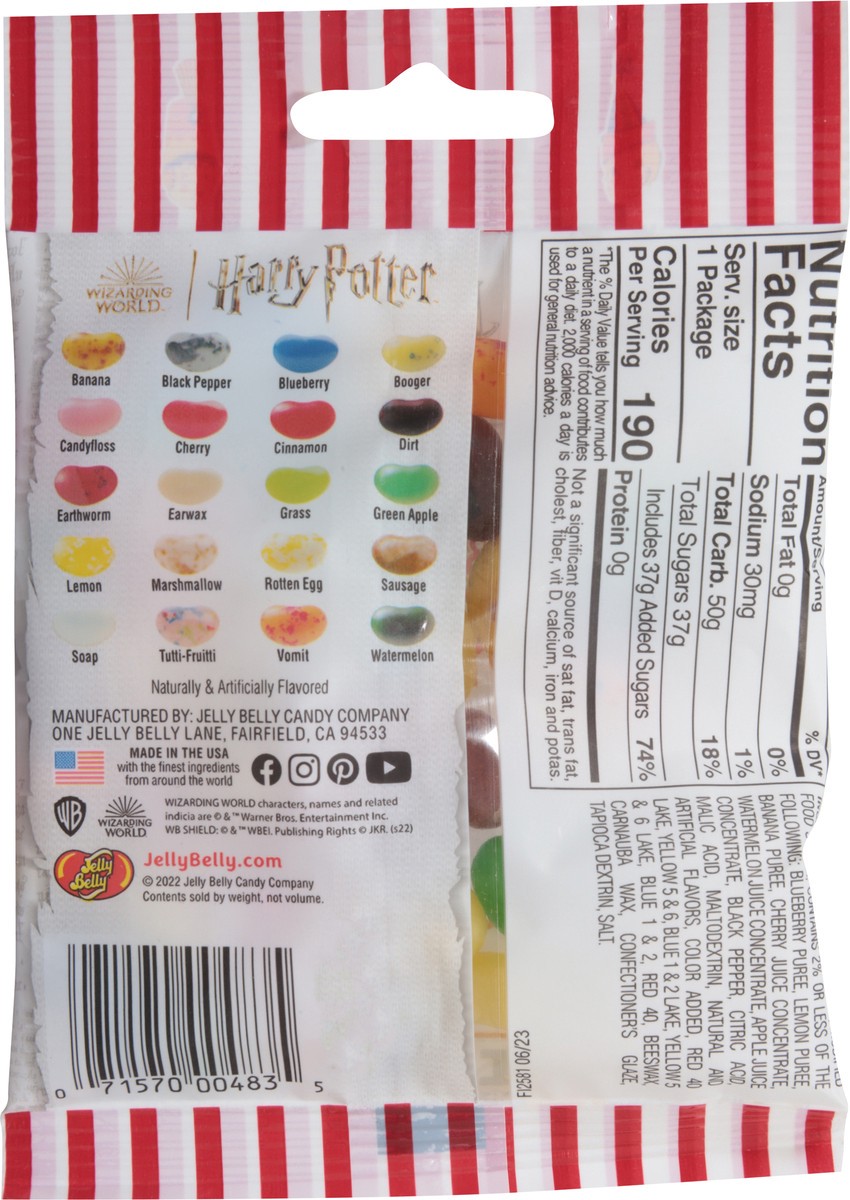 WIZARDING
WORLD
Harry Potter
Banana
Black Pepper
Blueberry
Booger
Candyfloss
Cherry
Cinnamon
Dirt
Earthworm
Earwax
Grass
Green Apple
Lemon
Marshmallow
Rotten Egg
Sausage
Soap
Tutti-Fruitti
Vomit
Watermelon
Naturally & Artificially Flavored
MANUFACTURED BY: JELLY BELLY CANDY COMPANY
ONE JELLY BELLY LANE, FAIRFIELD, CA 94533
MADE IN THE USA
with the finest ingredients
from around the world
WB
WIZARDING
WORLD
WIZARDING WORLD characters, names and related
indicia are © & ™ Warner Bros. Entertainment Inc.
WB SHIELD: © & ™ WBEI. Publishing Rights © JKR. (s22)
Jelly
Belly
JellyBelly.com
© 2022 Jelly Belly Candy Company
Contents sold by weight, not volume.
0 71570 00483 5
Nutrition
Facts
Serv. size
1 Package
Calories
Per Serving 190
Amount/Serving % DV*
Total Fat 0g 0%
Sodium 30mg 1%
Total Carb. 50g 18%
Total Sugars 37g
Includes 37g Added Sugars 74%
Protein 0g
*The % Daily Value tells you how much
a nutrient in a serving of food contributes
to a daily diet. 2,000 calories a day is
used for general nutrition advice.
Not a significant source of sat fat, trans fat,
cholest, fiber, vit D, calcium, iron and potas.
CONTAINS 2% OR LESS OF THE
FOLLOWING: BLUEBERRY PUREE, LEMON PUREE,
BANANA PUREE, CHERRY JUICE CONCENTRATE,
WATERMELON JUICE CONCENTRATE, APPLE JUICE
CONCENTRATE, BLACK PEPPER, CITRIC ACID,
MALIC ACID, MALTODEXTRIN, NATURAL AND
ARTIFICIAL FLAVORS, COLOR ADDED, RED 40
LAKE, YELLOW 5 & 6, BLUE 1 & 2 LAKE, YELLOW 5
& 6 LAKE, BLUE 1 & 2, RED 40, BEESWAX,
CARNAUBA WAX, CONFECTIONER'S GLAZE,
TAPIOCA DEXTRIN, SALT.
F2581 06/23